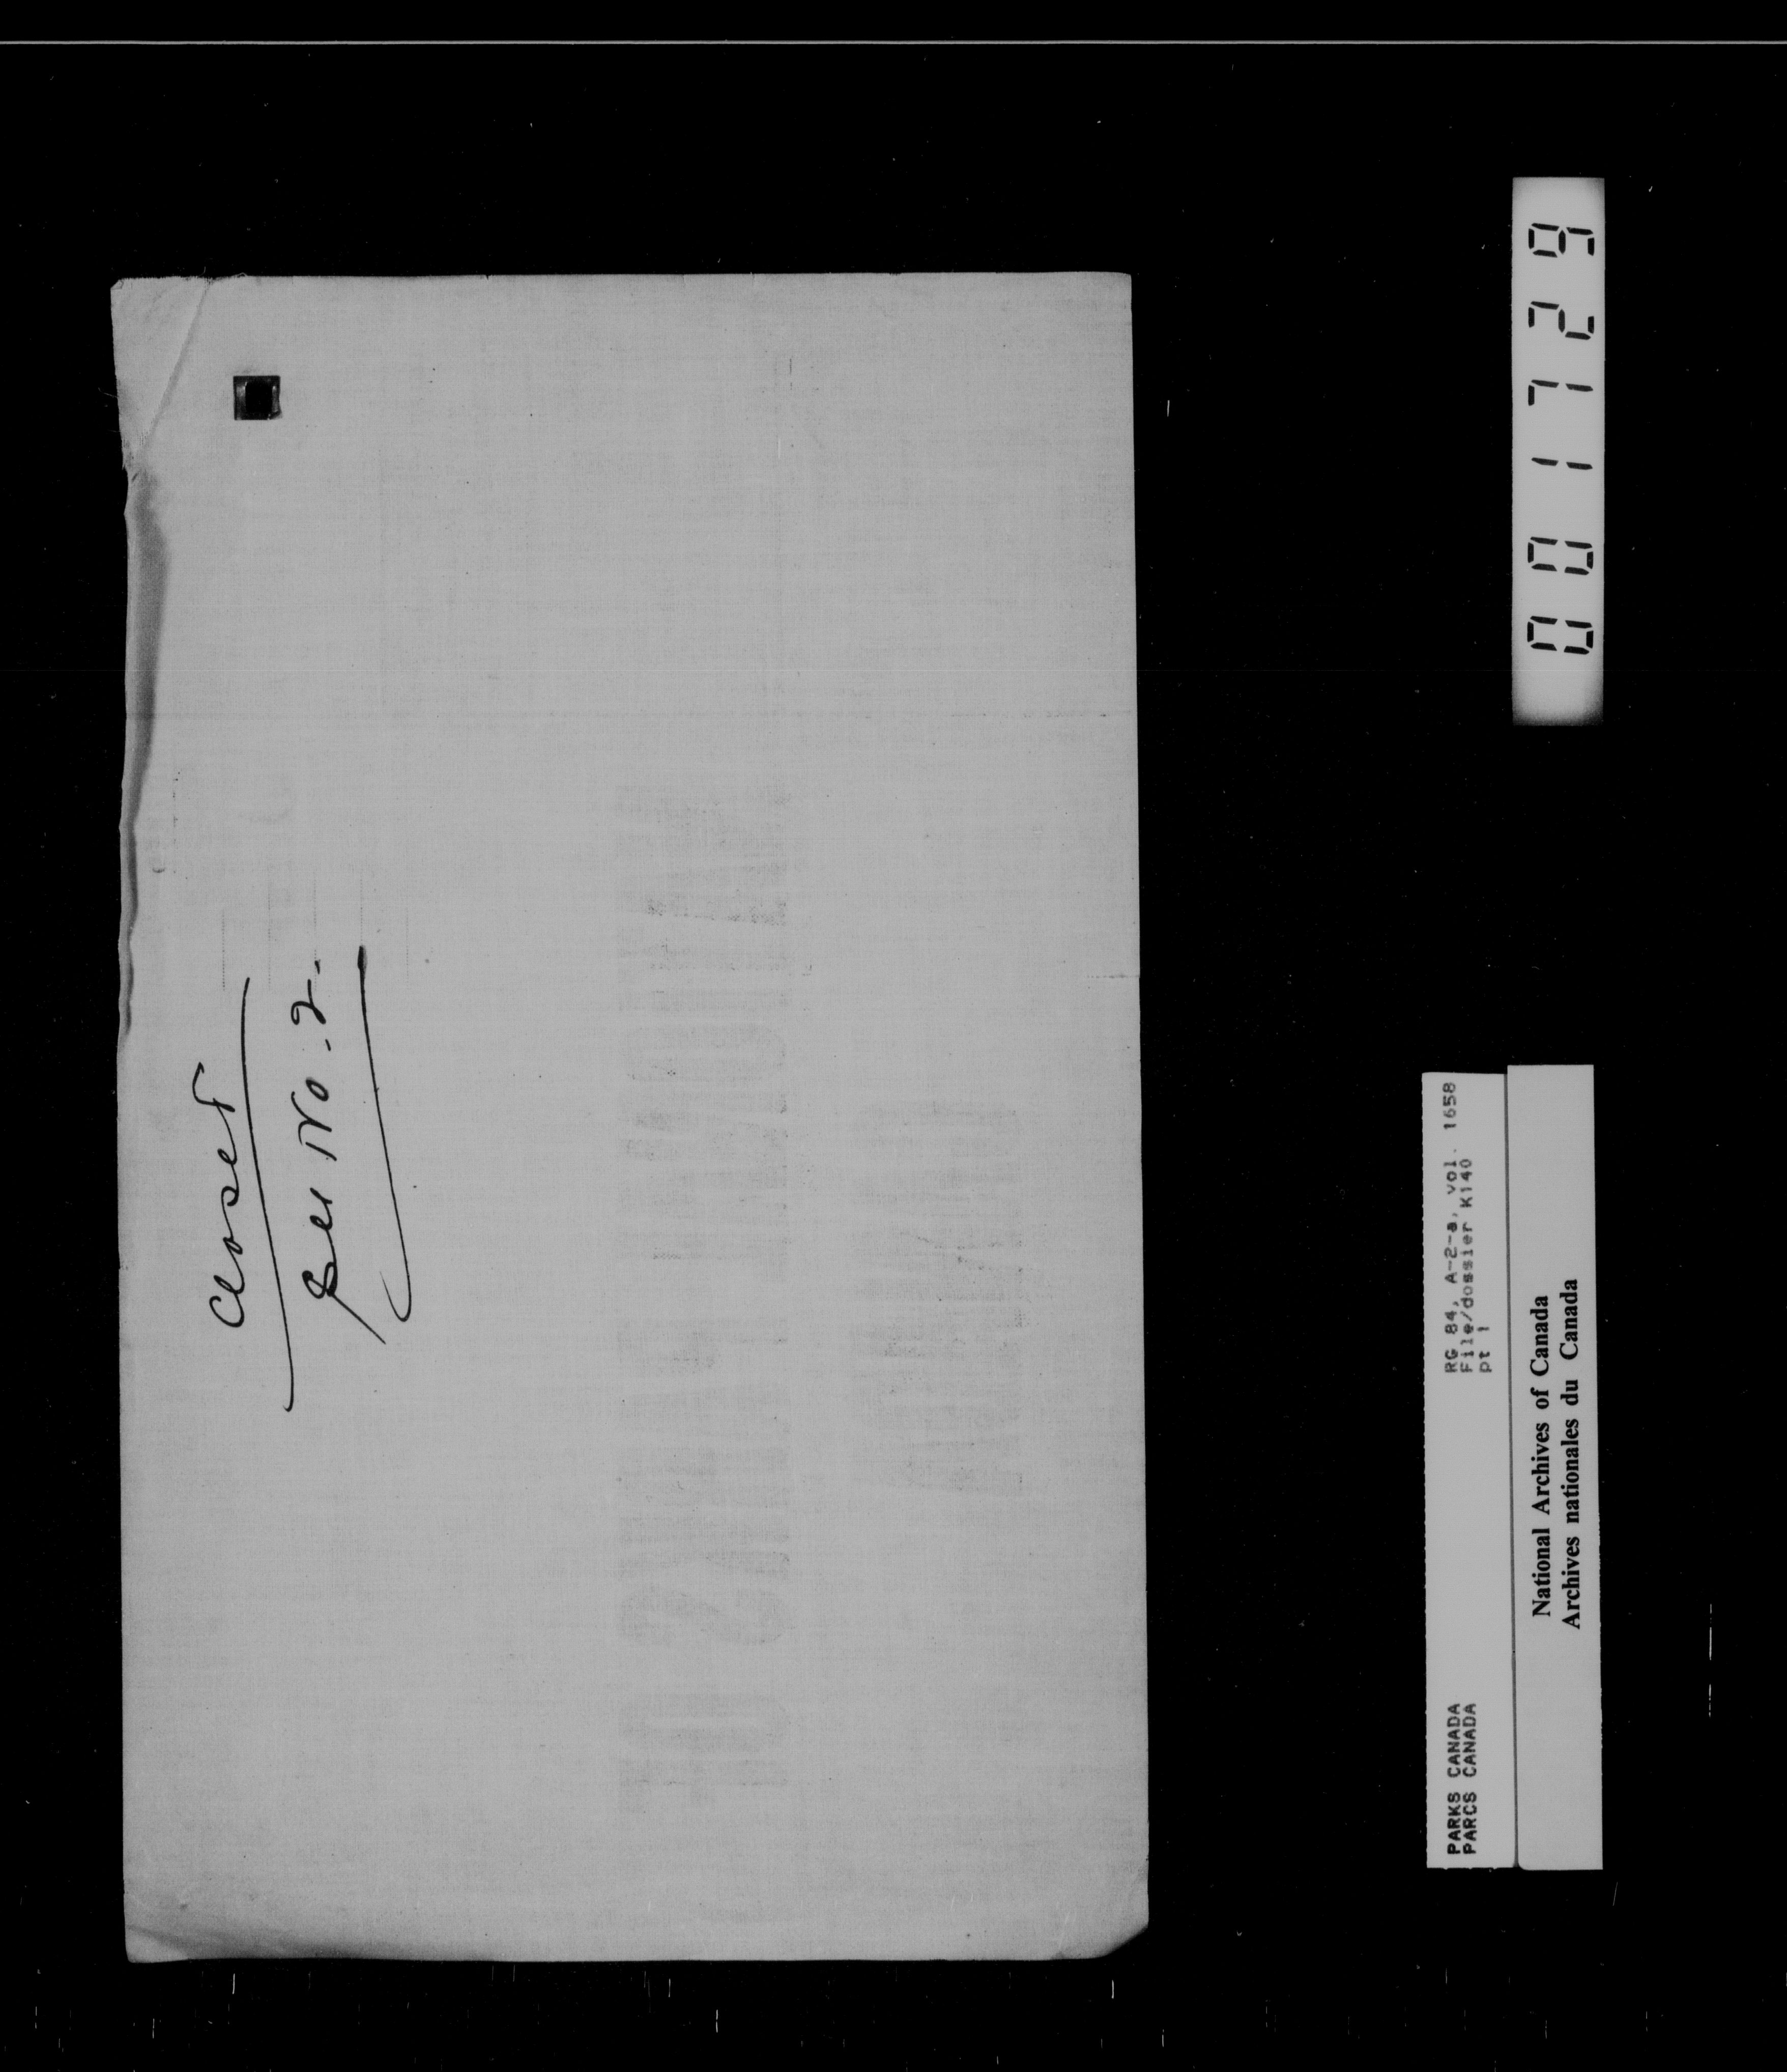 Closed
See No. 2.
001729
PARKS CANADA
PARCS CANADA
RG 84, A-2-a, vol. 1658
File/dossier K140
pt 1
National Archives of Canada
Archives nationales du Canada